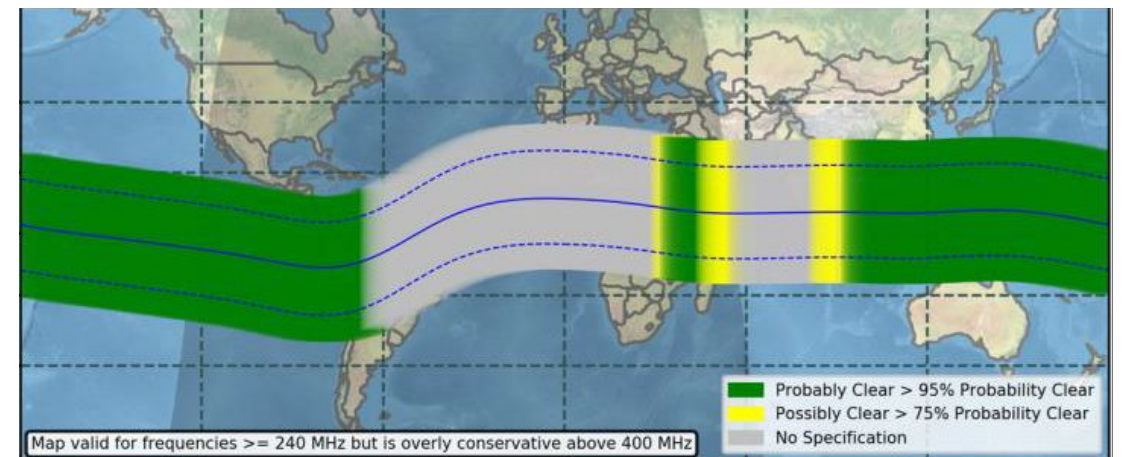 Probably Clear > 95% Probability Clear
Possibly Clear > 75% Probability Clear
No Specification
Map valid for frequencies >= 240 MHz but is overly conservative above 400 MHz